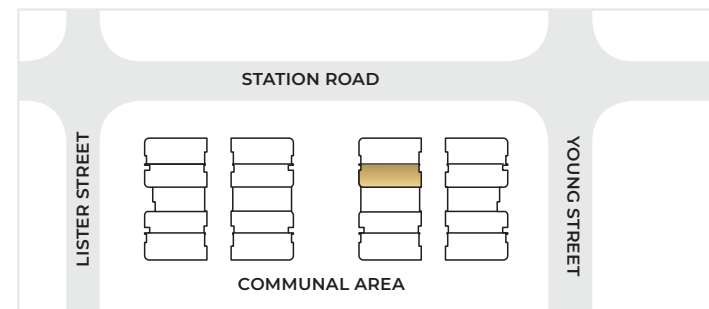 STATION ROAD
LISTER STREET
YOUNG STREET
COMMUNAL AREA